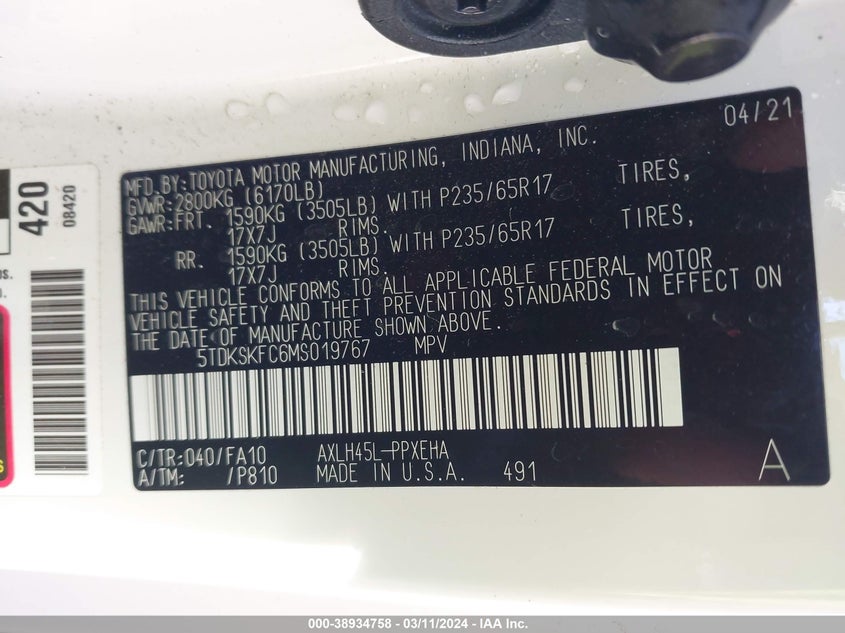 04/21
MFD.BY:TOYOTA MOTOR MANUFACTURING, INDIANA, INC.
GVWR:2800KG (6170LB)
GAWR:FRT. 1590KG (3505LB) WITH P235/65R17 TIRES,
17X7J RIMS.
RR. 1590KG (3505LB) WITH P235/65R17 TIRES,
17X7J RIMS.
THIS VEHICLE CONFORMS TO ALL APPLICABLE FEDERAL MOTOR
VEHICLE SAFETY AND THEFT PREVENTION STANDARDS IN EFFECT ON
THE DATE OF MANUFACTURE SHOWN ABOVE.
5TDKSKFC6MS019767 MPV
C/TR:040/FA10 AXLH45L-PPXEHA
A/TM: /P810 MADE IN U.S.A. 491
A
420
08420
000-38934758 - 03/11/2024 - IAA Inc.